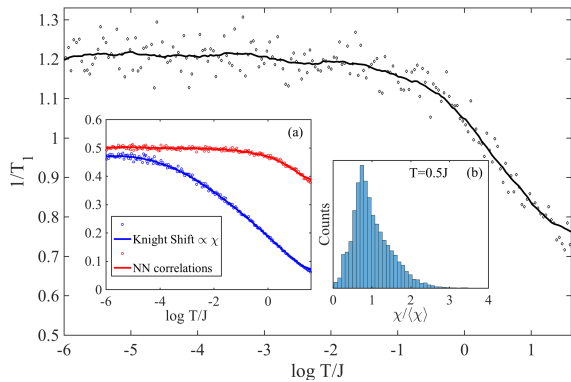 1.3
1.2
1.1
1
0.9
0.8
0.7
0.6
0.5
1/T1
-6 -5 -4 -3 -2 -1 0 1
log T/J
(a)
0.6
0.5
0.4
0.3
0.2
0.1
0
Knight Shift ∝ χ
NN correlations
-6 -4 -2 0
log T/J
T=0.5J (b)
Counts
0 1 2 3 4
χ/⟨χ⟩